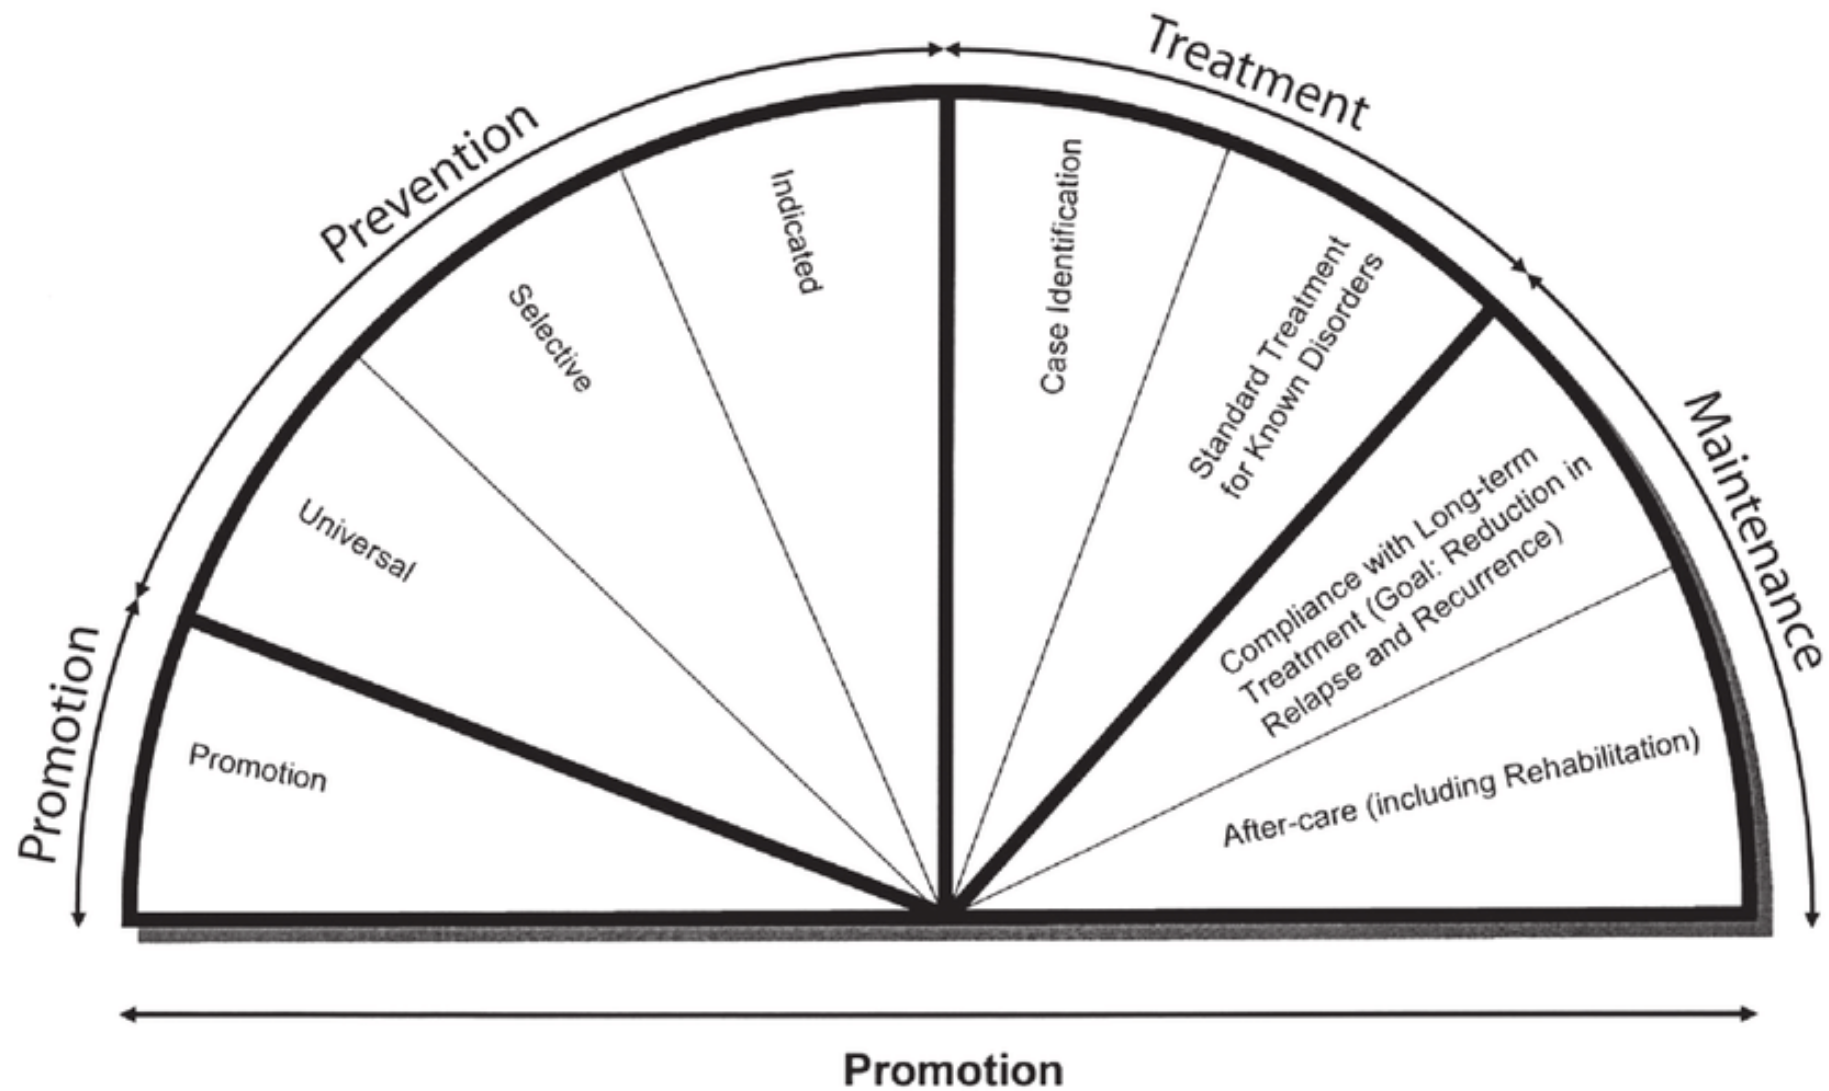 Promotion
Prevention
Treatment
Maintenance
Promotion
Universal
Selective
Indicated
Case Identification
Standard Treatment
for Known Disorders
Compliance with Long-term
Treatment (Goal: Reduction in
Relapse and Recurrence)
After-care (including Rehabilitation)
Promotion